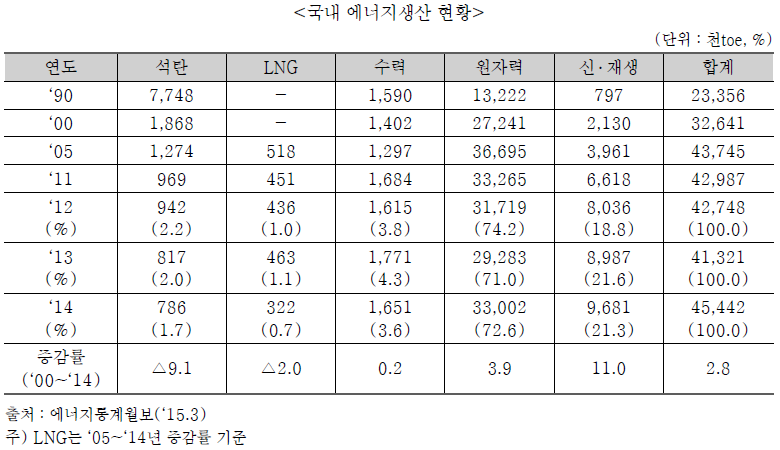 <국내 에너지생산 현황>
(단위 : 천toe, %)
연도 석탄 LNG 수력 원자력 신·재생 합계
‘90 7,748 － 1,590 13,222 797 23,356
‘00 1,868 － 1,402 27,241 2,130 32,641
‘05 1,274 518 1,297 36,695 3,961 43,745
‘11 969 451 1,684 33,265 6,618 42,987
‘12 942 436 1,615 31,719 8,036 42,748
(%) (2.2) (1.0) (3.8) (74.2) (18.8) (100.0)
‘13 817 463 1,771 29,283 8,987 41,321
(%) (2.0) (1.1) (4.3) (71.0) (21.6) (100.0)
‘14 786 322 1,651 33,002 9,681 45,442
(%) (1.7) (0.7) (3.6) (72.6) (21.3) (100.0)
증감률
(‘00~‘14) △9.1 △2.0 0.2 3.9 11.0 2.8
출처 : 에너지통계월보(‘15.3)
주) LNG는 ‘05~‘14년 증감률 기준